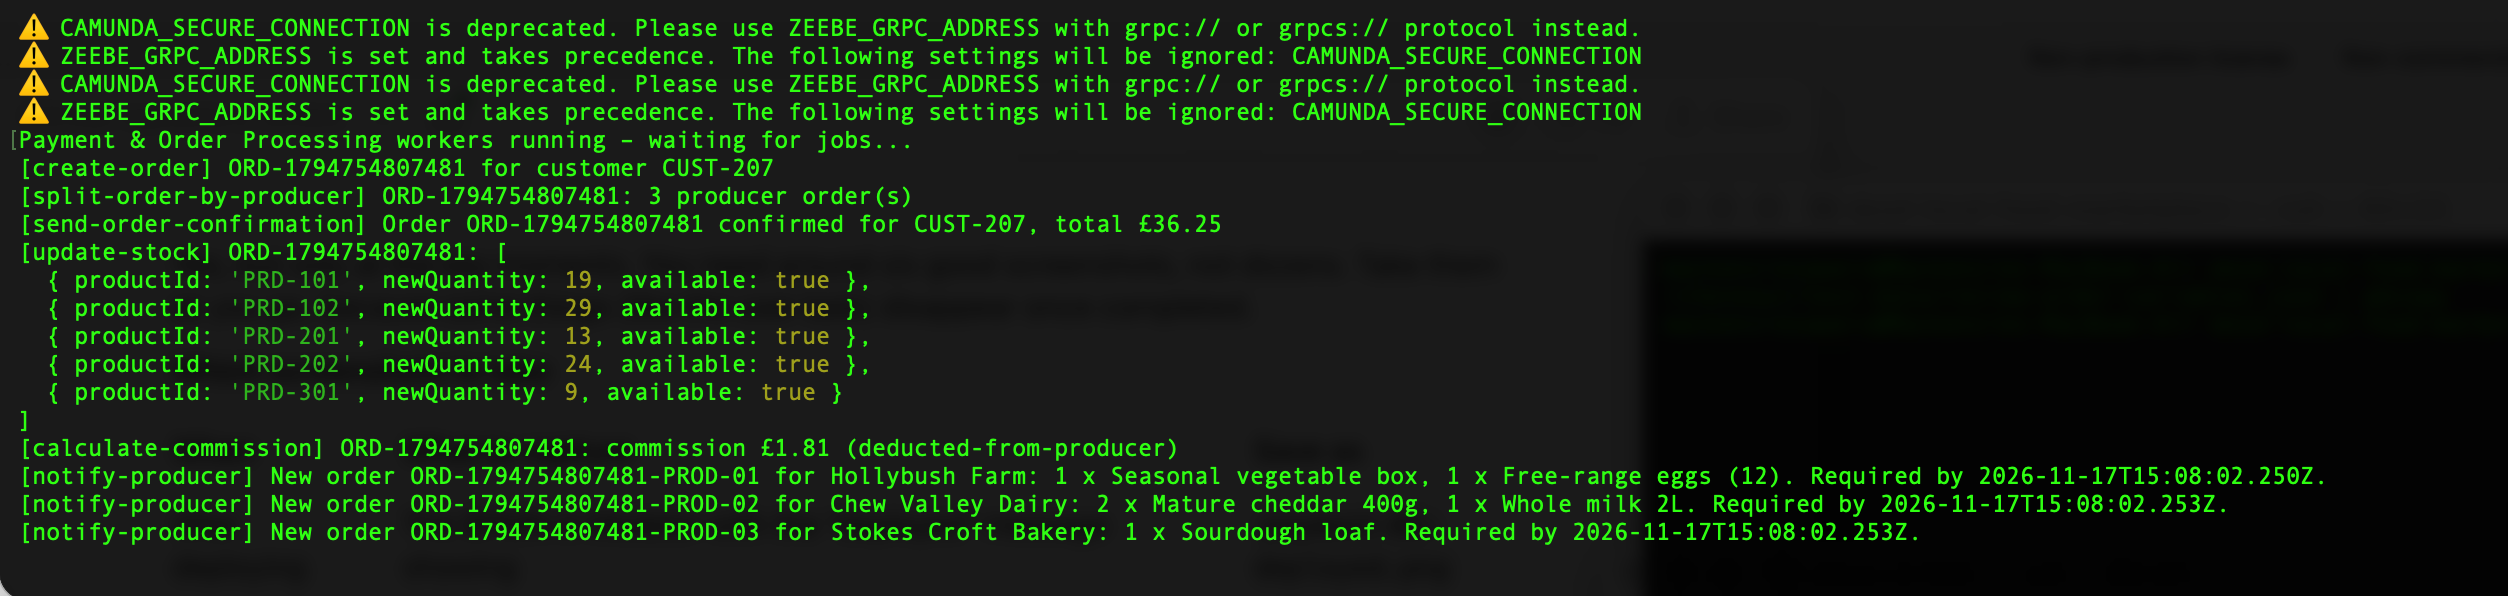 ⚠️ CAMUNDA_SECURE_CONNECTION is deprecated. Please use ZEEBE_GRPC_ADDRESS with grpc:// or grpcs:// protocol instead.
⚠️ ZEEBE_GRPC_ADDRESS is set and takes precedence. The following settings will be ignored: CAMUNDA_SECURE_CONNECTION
⚠️ CAMUNDA_SECURE_CONNECTION is deprecated. Please use ZEEBE_GRPC_ADDRESS with grpc:// or grpcs:// protocol instead.
⚠️ ZEEBE_GRPC_ADDRESS is set and takes precedence. The following settings will be ignored: CAMUNDA_SECURE_CONNECTION
[Payment & Order Processing workers running – waiting for jobs...
[create-order] ORD-1794754807481 for customer CUST-207
[split-order-by-producer] ORD-1794754807481: 3 producer order(s)
[send-order-confirmation] Order ORD-1794754807481 confirmed for CUST-207, total £36.25
[update-stock] ORD-1794754807481: [
  { productId: 'PRD-101', newQuantity: 19, available: true },
  { productId: 'PRD-102', newQuantity: 29, available: true },
  { productId: 'PRD-201', newQuantity: 13, available: true },
  { productId: 'PRD-202', newQuantity: 24, available: true },
  { productId: 'PRD-301', newQuantity: 9, available: true }
]
[calculate-commission] ORD-1794754807481: commission £1.81 (deducted-from-producer)
[notify-producer] New order ORD-1794754807481-PROD-01 for Hollybush Farm: 1 x Seasonal vegetable box, 1 x Free-range eggs (12). Required by 2026-11-17T15:08:02.250Z.
[notify-producer] New order ORD-1794754807481-PROD-02 for Chew Valley Dairy: 2 x Mature cheddar 400g, 1 x Whole milk 2L. Required by 2026-11-17T15:08:02.253Z.
[notify-producer] New order ORD-1794754807481-PROD-03 for Stokes Croft Bakery: 1 x Sourdough loaf. Required by 2026-11-17T15:08:02.253Z.